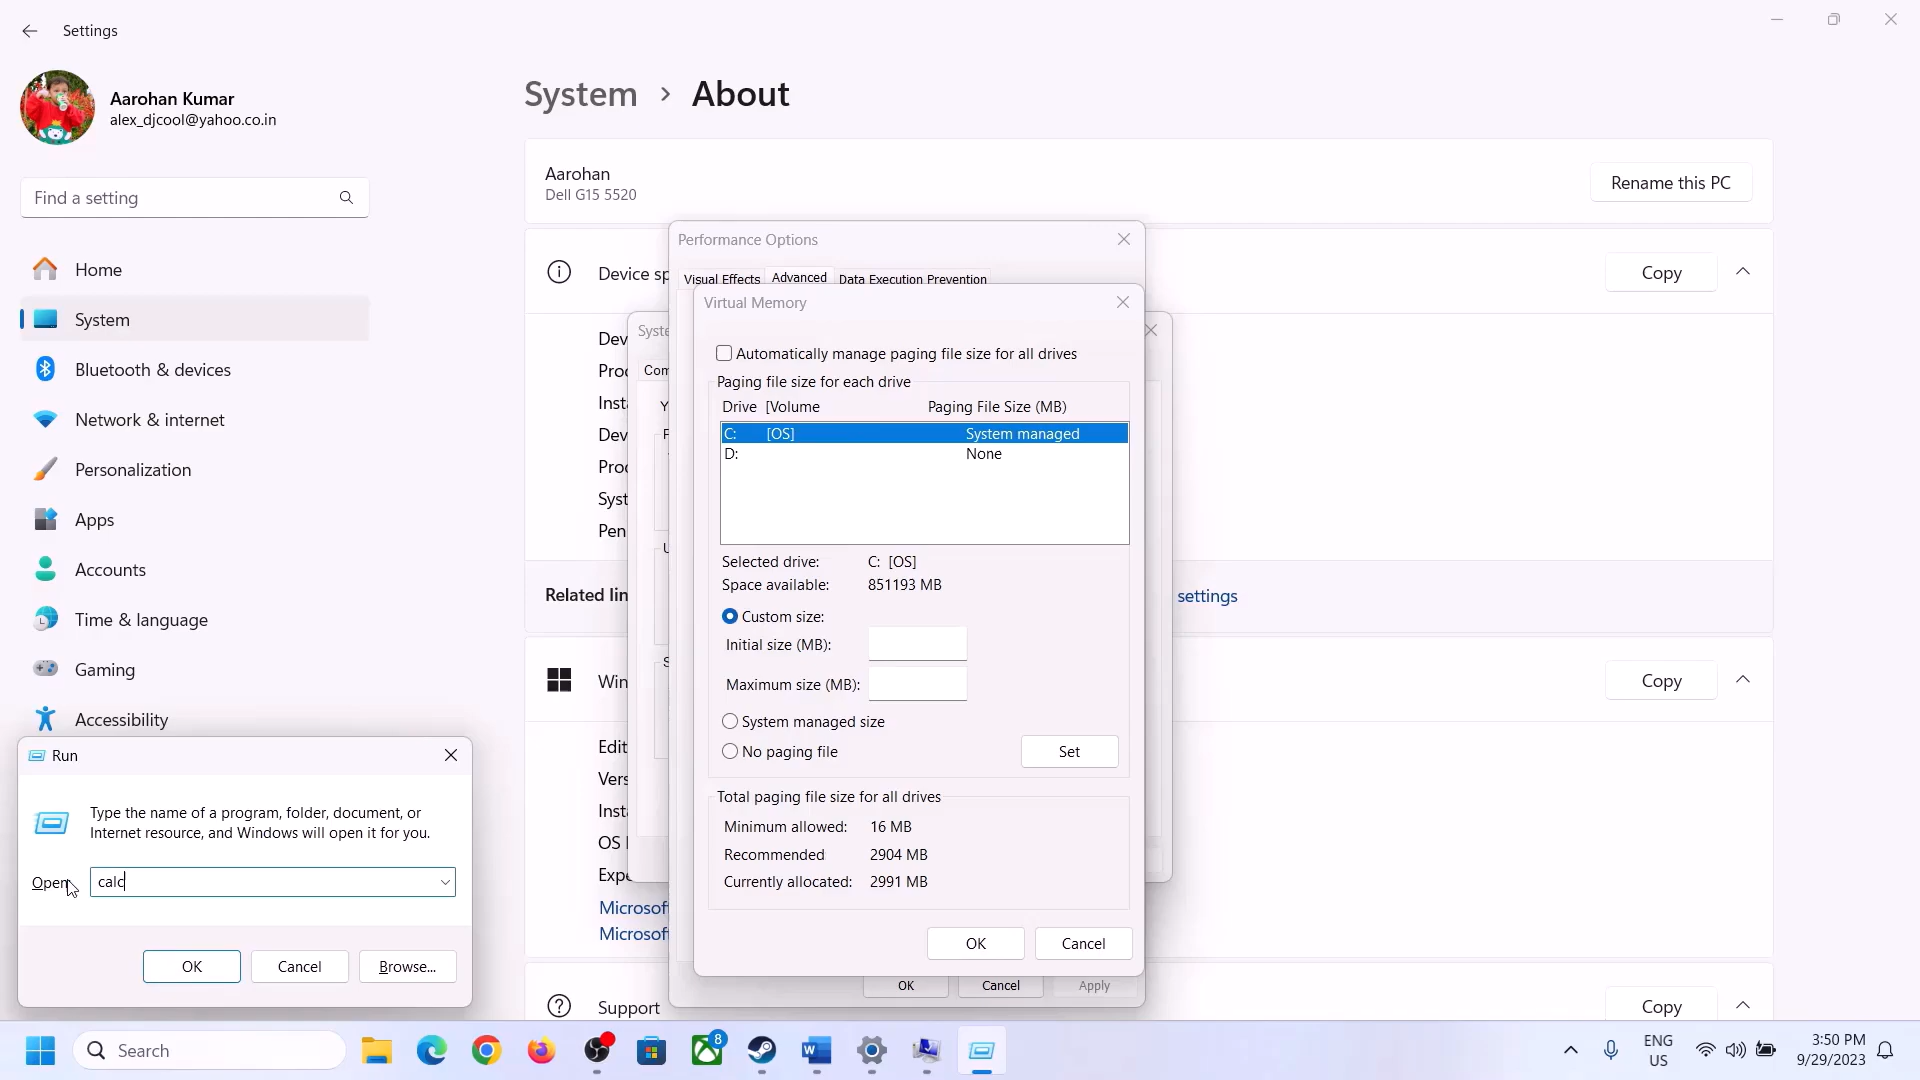 Settings
Aarohan Kumar
alex_djcool@yahoo.co.in
Find a setting
Home
System
Bluetooth & devices
Network & internet
Personalization
Apps
Accounts
Time & language
Gaming
Accessibility
System > About
Aarohan
Dell G15 5520
Rename this PC
Device sp
Copy
Dev
Proc
Insta
Dev
Proc
Syst
Pen
Related lin
settings
Win
Copy
Edit
Vers
Insta
OS
Expe
Microsof
Microsof
Support
Copy
Syste
Com
Performance Options
Visual Effects
Advanced
Data Execution Prevention
OK
Cancel
Apply
Virtual Memory
Automatically manage paging file size for all drives
Paging file size for each drive
Drive [Volume Paging File Size (MB)
C: [OS] System managed
D: None
Selected drive: C: [OS]
Space available: 851193 MB
Custom size:
Initial size (MB):
Maximum size (MB):
System managed size
No paging file
Set
Total paging file size for all drives
Minimum allowed: 16 MB
Recommended 2904 MB
Currently allocated: 2991 MB
OK
Cancel
Run
Type the name of a program, folder, document, or
Internet resource, and Windows will open it for you.
Open
calc
OK
Cancel
Browse...
Search
8
ENG
US
3:50 PM
9/29/2023